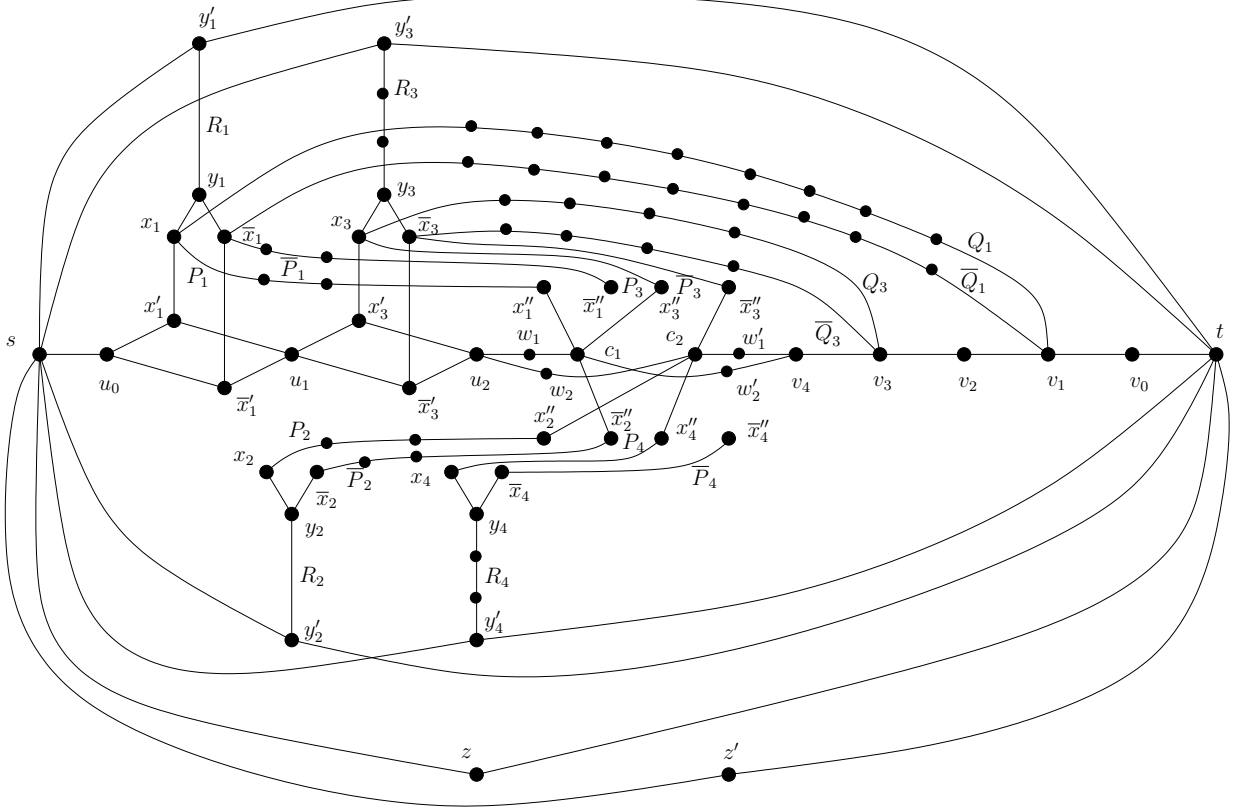 y′₁ y′₃
R₃
R₁
y₁ y₃
x₁ x̅₁ x₃ x̅₃
Q₁
P₁ P̅₁ P₃ P̅₃ Q₃ Q̅₁
x″₁ x̅″₁ x″₃ x̅″₃
x′₁ x′₃ Q̅₃
s w₁ c₁ c₂ w′₁ t
u₀ u₁ u₂ w₂ w′₂ v₄ v₃ v₂ v₁ v₀
x̅′₁ x̅′₃
P₂ x″₂ x̅″₂ P₄ x″₄ x̅″₄
x₂ x̅₂ P̅₂ x₄ x̅₄ P̅₄
y₂ y₄
R₂ R₄
y′₂ y′₄
z z′